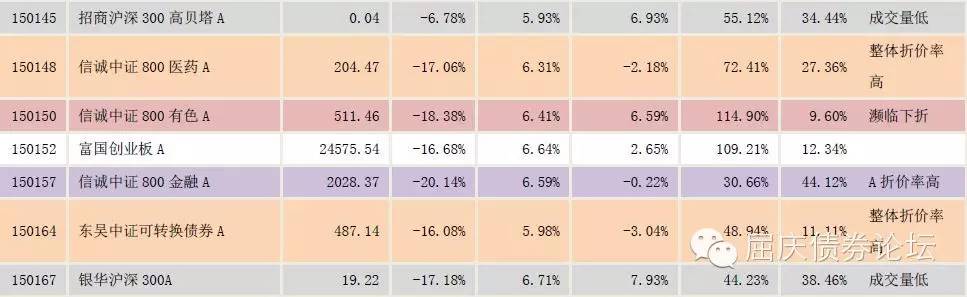 150145 招商沪深 300 高贝塔 A 0.04 -6.78% 5.93% 6.93% 55.12% 34.44% 成交量低
150148 信诚中证 800 医药 A 204.47 -17.06% 6.31% -2.18% 72.41% 27.36% 整体折价率高
150150 信诚中证 800 有色 A 511.46 -18.38% 6.41% 6.59% 114.90% 9.60% 濒临下折
150152 富国创业板 A 24575.54 -16.68% 6.64% 2.65% 109.21% 12.34%
150157 信诚中证 800 金融 A 2028.37 -20.14% 6.59% -0.22% 30.66% 44.12% A 折价率高
150164 东吴中证可转换债券 A 487.14 -16.08% 5.98% -3.04% 48.94% 11.11% 整体折价率高
屈庆债券论坛
150167 银华沪深 300A 19.22 -17.18% 6.71% 7.93% 44.23% 38.46% 成交量低